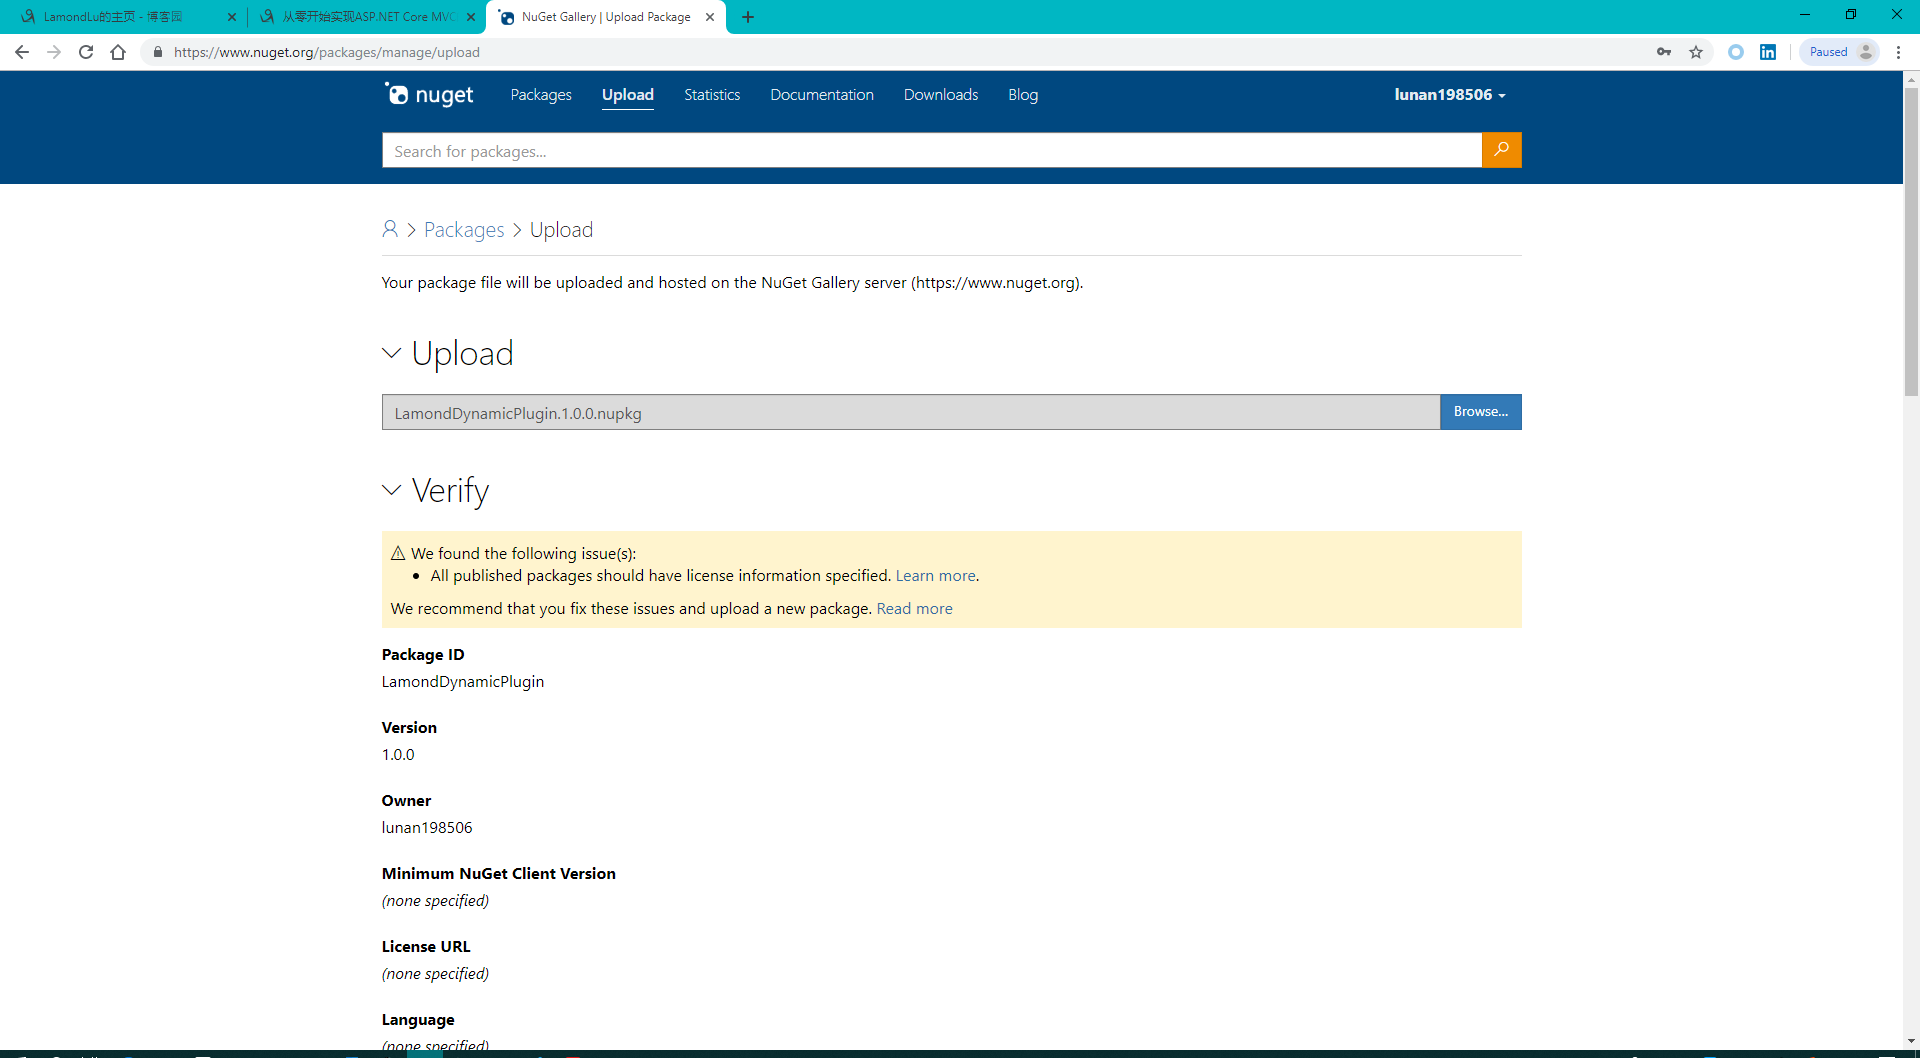 LamondLu的主页 - 博客园
从零开始实现ASP.NET Core MVC
NuGet Gallery | Upload Package
https://www.nuget.org/packages/manage/upload
Paused
nuget
Packages
Upload
Statistics
Documentation
Downloads
Blog
lunan198506
Search for packages...
Packages > Upload
Your package file will be uploaded and hosted on the NuGet Gallery server (https://www.nuget.org).
Upload
LamondDynamicPlugin.1.0.0.nupkg
Browse...
Verify
We found the following issue(s):
• All published packages should have license information specified. Learn more.
We recommend that you fix these issues and upload a new package. Read more
Package ID
LamondDynamicPlugin
Version
1.0.0
Owner
lunan198506
Minimum NuGet Client Version
(none specified)
License URL
(none specified)
Language
(none specified)